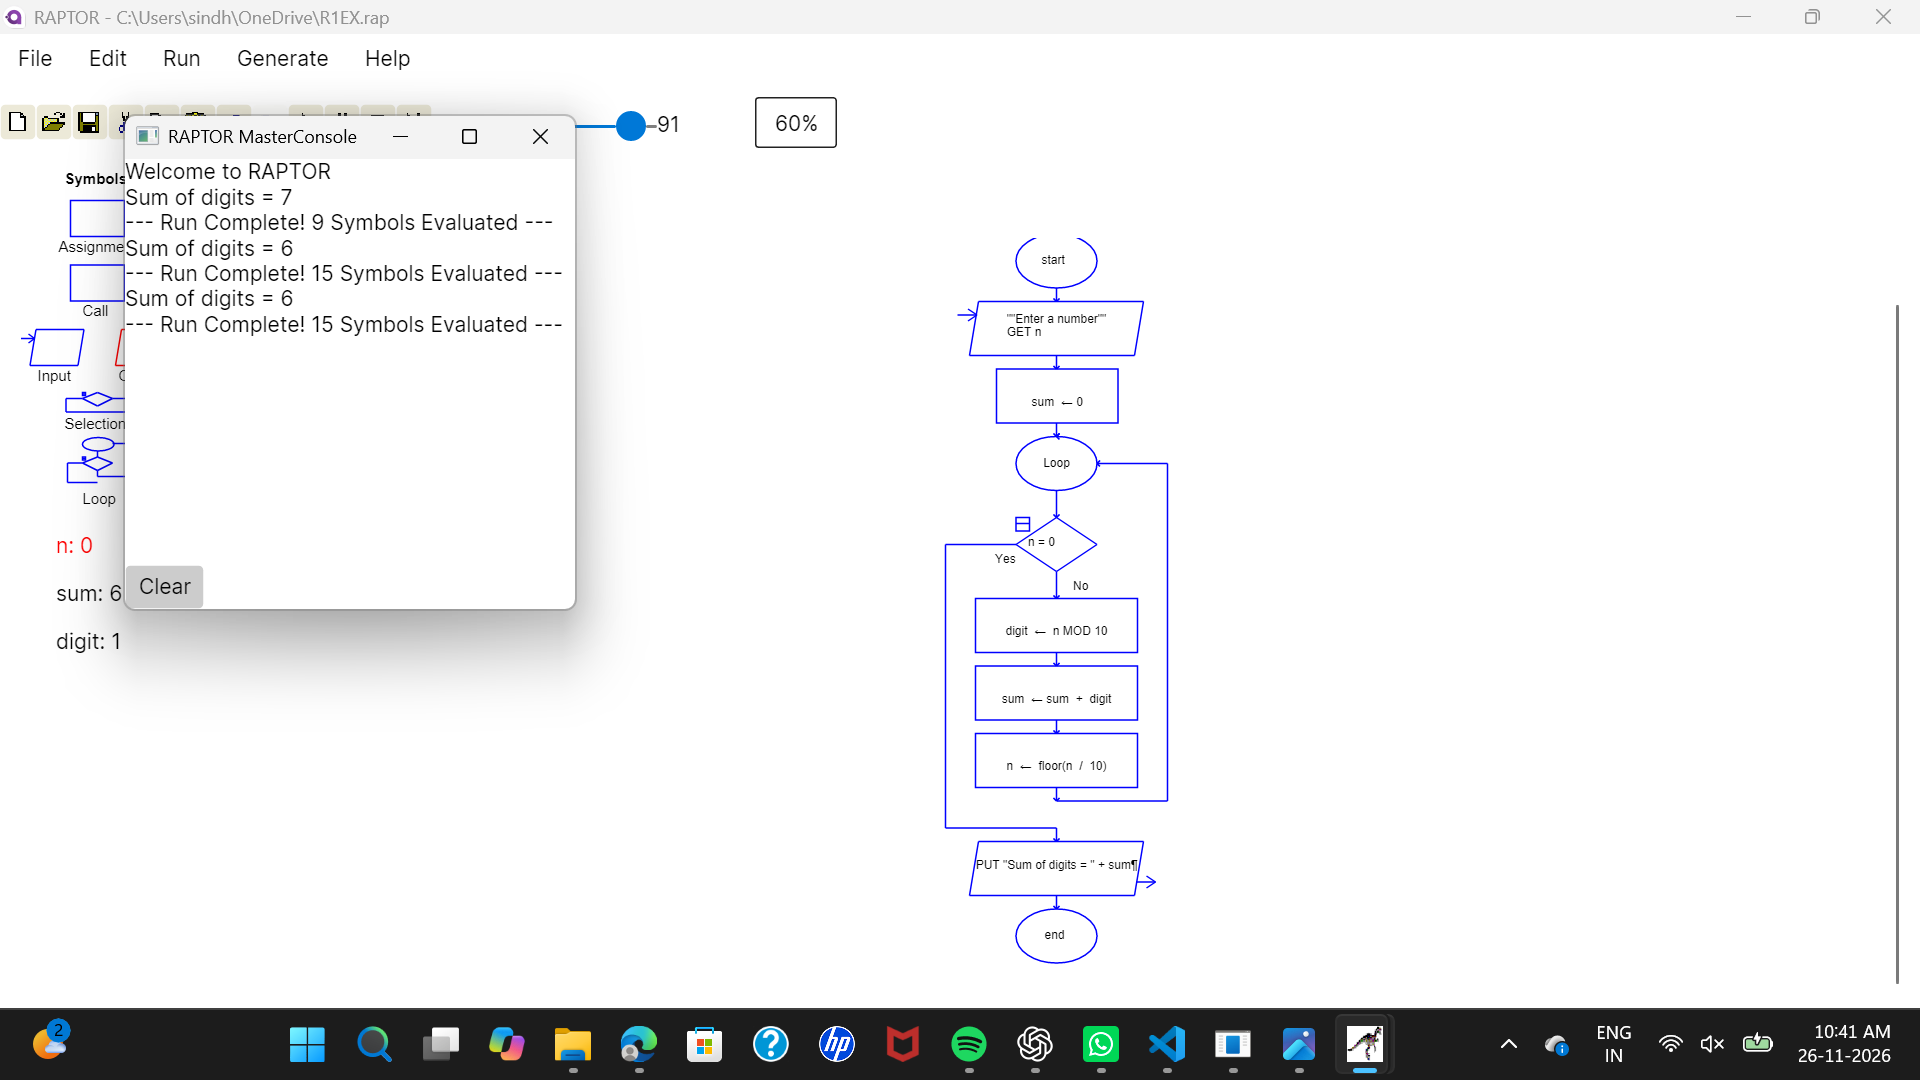 RAPTOR - C:\Users\sindh\OneDrive\R1EX.rap
File Edit Run Generate Help
91
60%
RAPTOR MasterConsole
Welcome to RAPTOR
Sum of digits = 7
--- Run Complete! 9 Symbols Evaluated ---
Sum of digits = 6
--- Run Complete! 15 Symbols Evaluated ---
Sum of digits = 6
--- Run Complete! 15 Symbols Evaluated ---
Clear
Symbols
Assignme
Call
Input
Selection
Loop
n: 0
sum: 6
digit: 1
start
""Enter a number""
GET n
sum ← 0
Loop
n = 0
Yes
No
digit ← n MOD 10
sum ← sum + digit
n ← floor(n / 10)
PUT "Sum of digits = " + sum¶
end
2
hp
ENG
IN
10:41 AM
26-11-2026